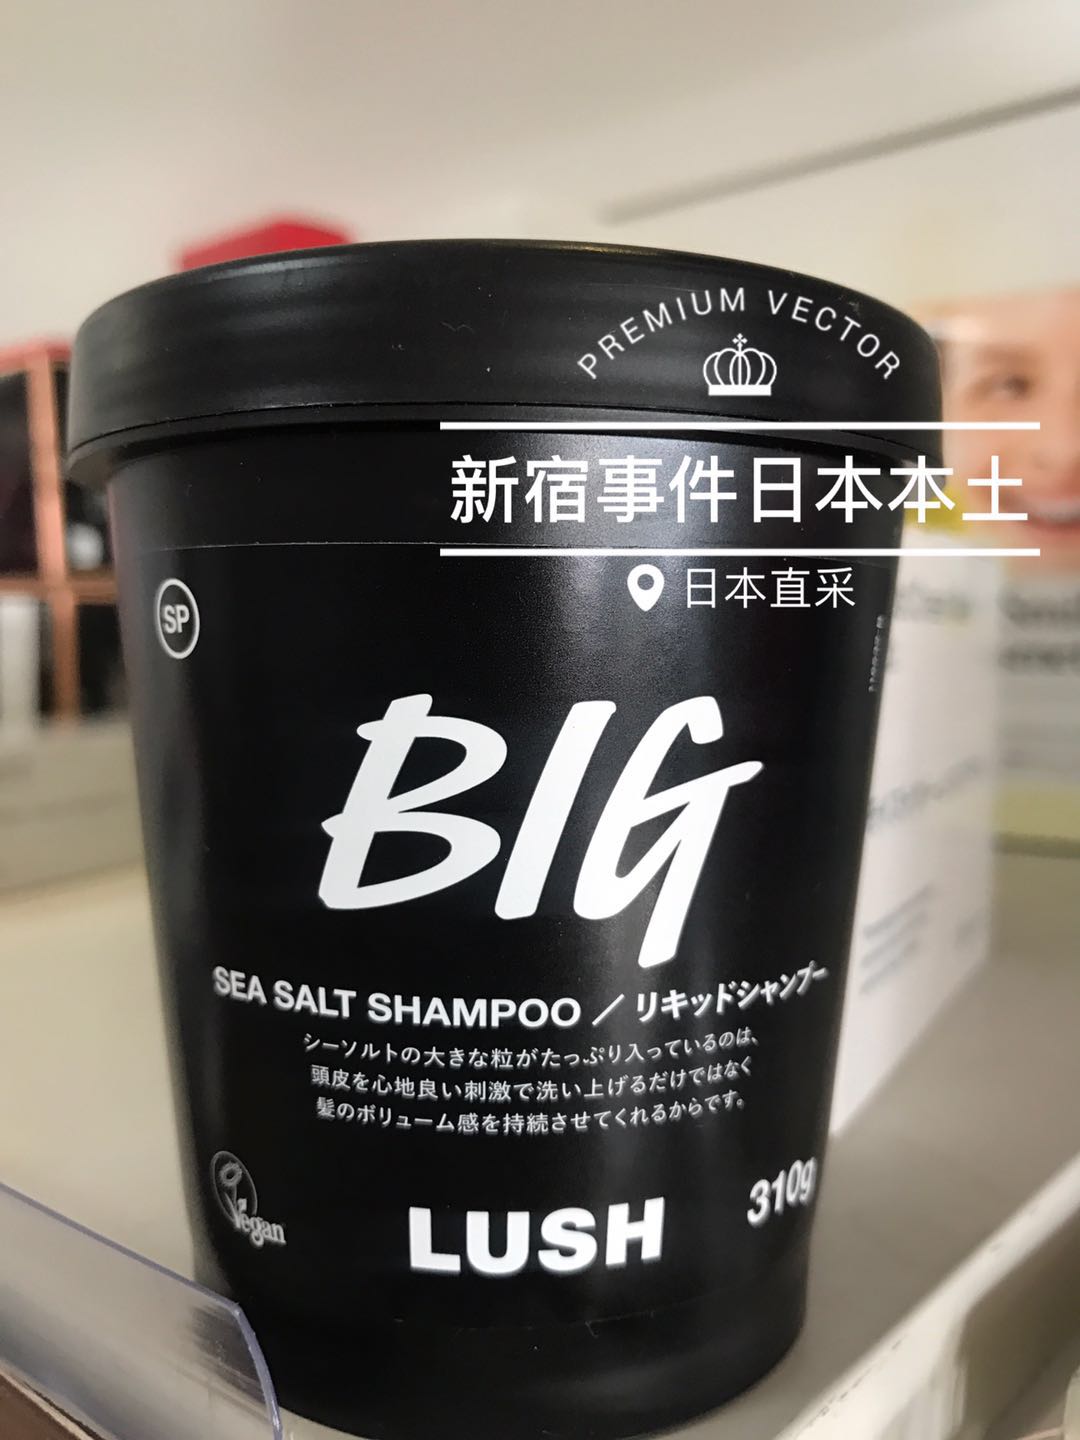 PREMIUM VECTOR
新宿事件日本本土
日本直采
SP
BIG
SEA SALT SHAMPOO／リキッドシャンプー
シーソルトの大きな粒がたっぷり入っているのは、
頭皮を心地良い刺激で洗い上げるだけではなく
髪のボリューム感を持続させてくれるからです。
Vegan
LUSH
310g